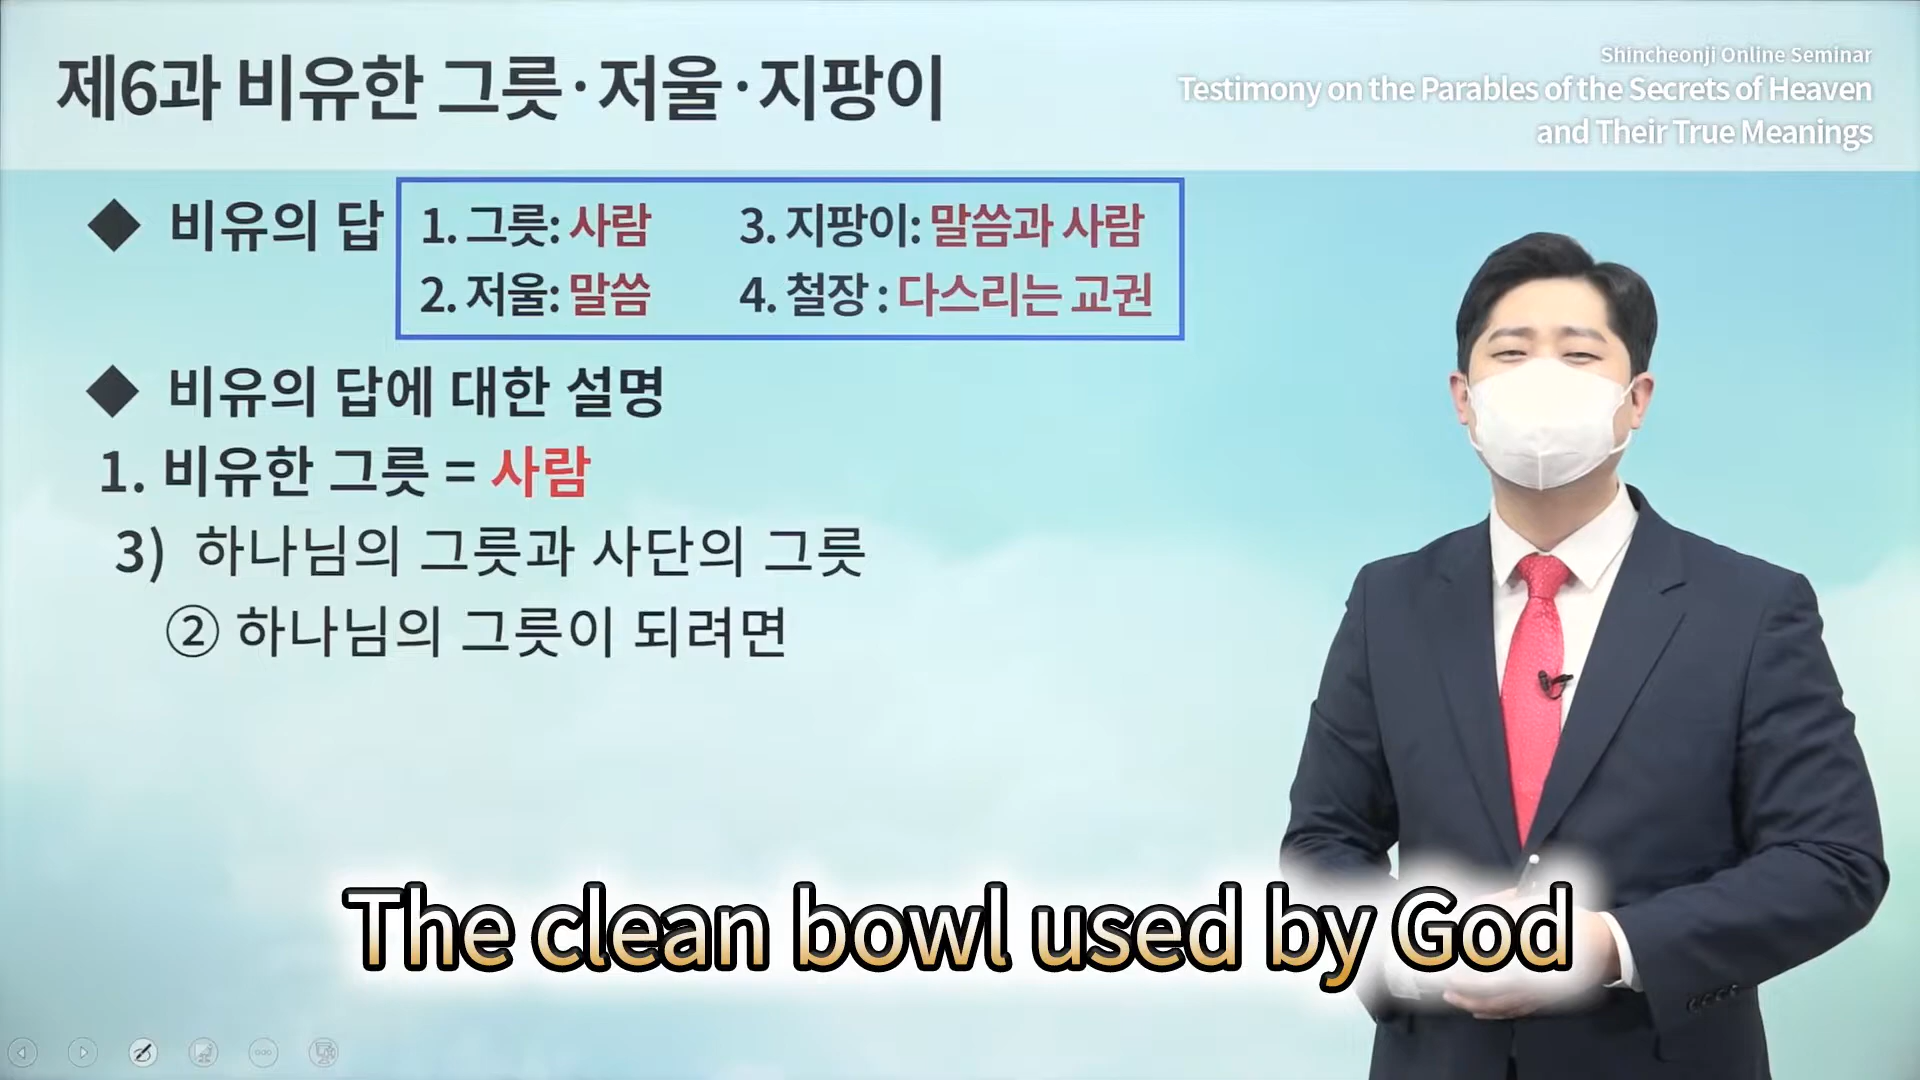 제6과 비유한 그릇·저울·지팡이
Shincheonji Online Seminar
Testimony on the Parables of the Secrets of Heaven
and Their True Meanings
◆ 비유의 답
1. 그릇: 사람
3. 지팡이: 말씀과 사람
2. 저울: 말씀
4. 철장 : 다스리는 교권
◆ 비유의 답에 대한 설명
1. 비유한 그릇 = 사람
3) 하나님의 그릇과 사단의 그릇
② 하나님의 그릇이 되려면
The clean bowl used by God